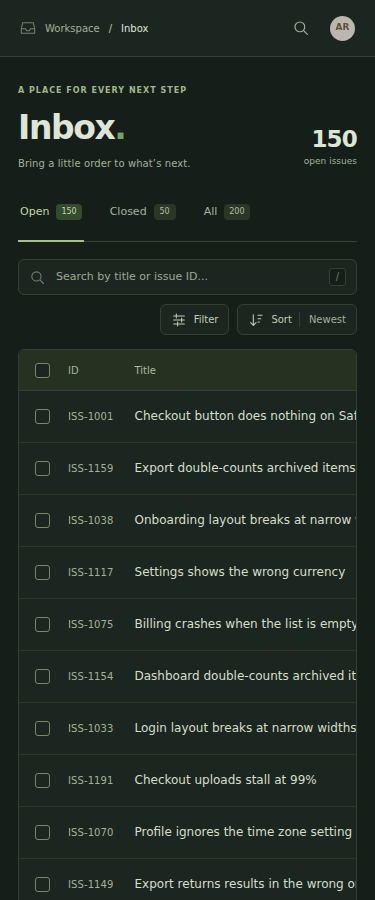 Workspace / Inbox
AR
A PLACE FOR EVERY NEXT STEP
Inbox.
Bring a little order to what’s next.
150
open issues
Open 150
Closed 50
All 200
Search by title or issue ID...
/
Filter
Sort
Newest
ID Title
ISS-1001 Checkout button does nothing on Saf
ISS-1159 Export double-counts archived items
ISS-1038 Onboarding layout breaks at narrow
ISS-1117 Settings shows the wrong currency
ISS-1075 Billing crashes when the list is empty
ISS-1154 Dashboard double-counts archived it
ISS-1033 Login layout breaks at narrow widths
ISS-1191 Checkout uploads stall at 99%
ISS-1070 Profile ignores the time zone setting
ISS-1149 Export returns results in the wrong